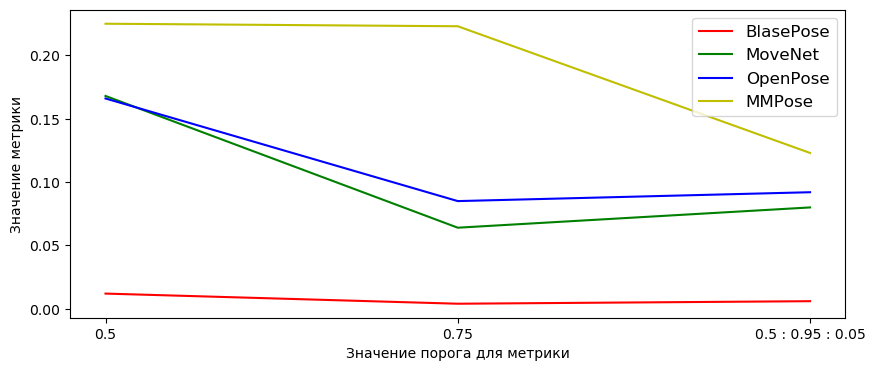 BlasePose
MoveNet
OpenPose
MMPose
Значение метрики
0.20
0.15
0.10
0.05
0.00
0.5
0.75
0.5 : 0.95 : 0.05
Значение порога для метрики